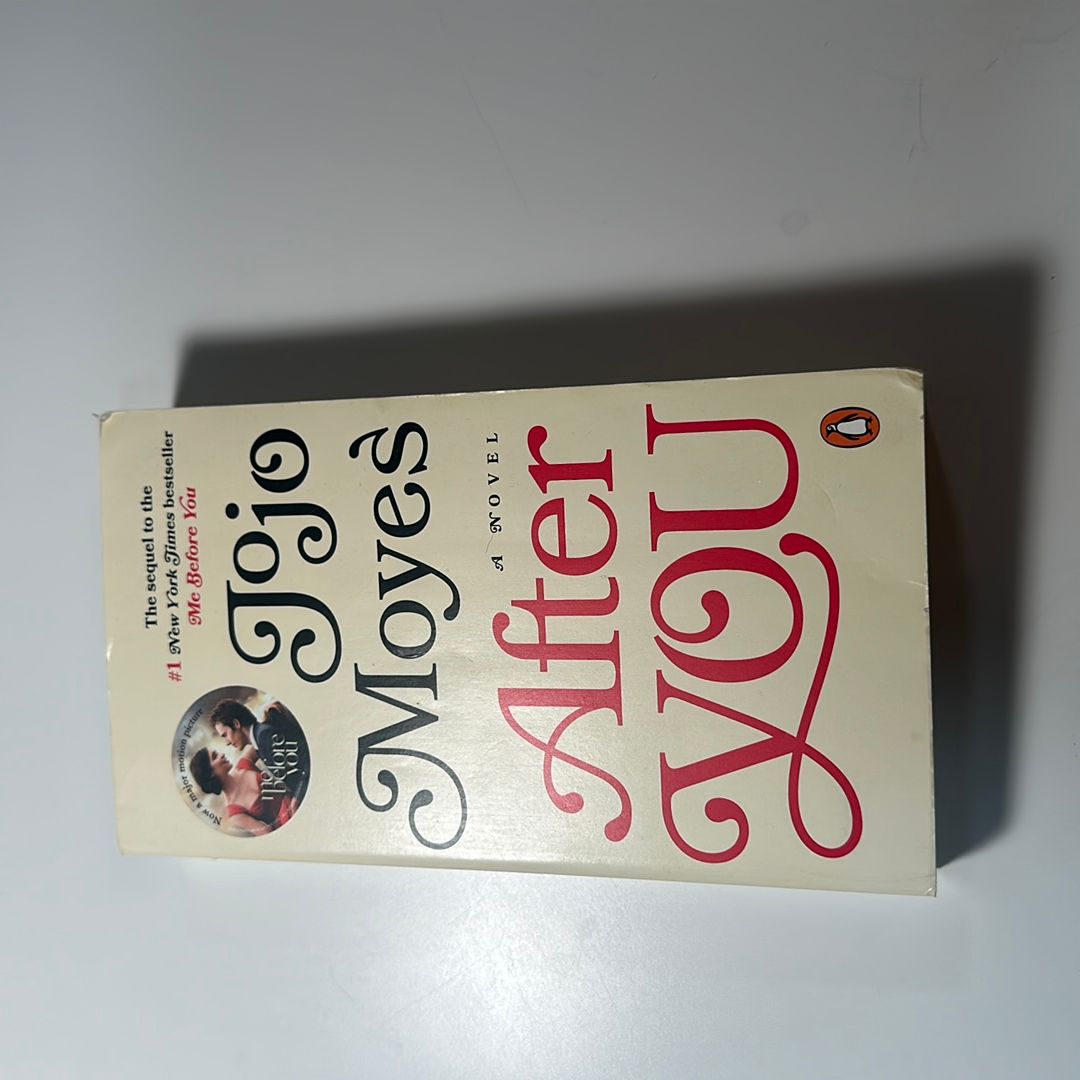 The sequel to the
#1 New York Times bestseller
Me Before You
Now a major motion picture
me
Before
you
Jojo
Moyes
A NOVEL
After
YOU